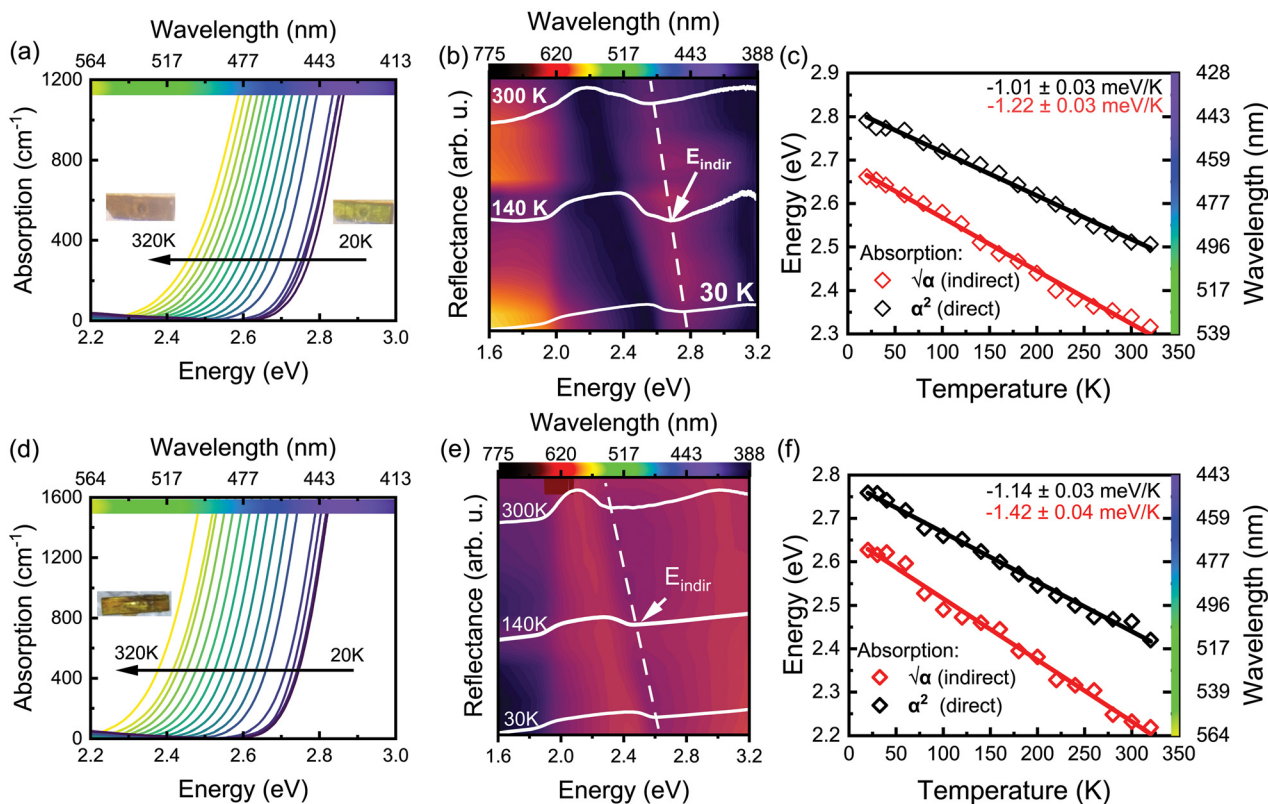 (a)
Wavelength (nm)
564 517 477 443 413
Absorption (cm⁻¹)
1200
800
400
0
320K
20K
2.2 2.4 2.6 2.8 3.0
Energy (eV)
(b)
Wavelength (nm)
775 620 517 443 388
Reflectance (arb. u.)
300 K
E_indir
140 K
30 K
1.6 2.0 2.4 2.8 3.2
Energy (eV)
(c)
-1.01 ± 0.03 meV/K
-1.22 ± 0.03 meV/K
Energy (eV)
2.9
2.8
2.7
2.6
2.5
2.4
2.3
Absorption:
√α (indirect)
α² (direct)
0 50 100 150 200 250 300 350
Temperature (K)
Wavelength (nm)
428
443
459
477
496
517
539
(d)
Wavelength (nm)
564 517 477 443 413
Absorption (cm⁻¹)
1600
1200
800
400
0
320K
20K
2.2 2.4 2.6 2.8 3.0
Energy (eV)
(e)
Wavelength (nm)
775 620 517 443 388
Reflectance (arb. u.)
300K
E_indir
140K
30K
1.6 2.0 2.4 2.8 3.2
Energy (eV)
(f)
-1.14 ± 0.03 meV/K
-1.42 ± 0.04 meV/K
Energy (eV)
2.8
2.7
2.6
2.5
2.4
2.3
2.2
Absorption:
√α (indirect)
α² (direct)
0 50 100 150 200 250 300 350
Temperature (K)
Wavelength (nm)
443
459
477
496
517
539
564